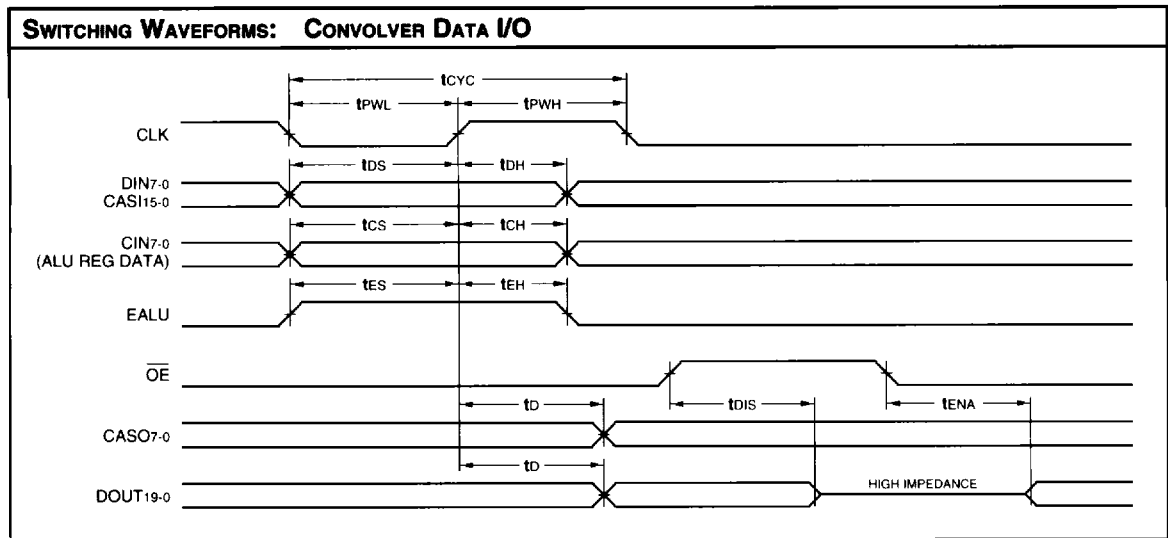 SWITCHING WAVEFORMS: CONVOLVER DATA I/O
tCYC
tPWL tPWH
CLK
tDS tDH
DIN7-0
CASI15-0
tCS tCH
CIN7-0
(ALU REG DATA)
tES tEH
EALU
OE
tD tDIS tENA
CASO7-0
tD
HIGH IMPEDANCE
DOUT19-0